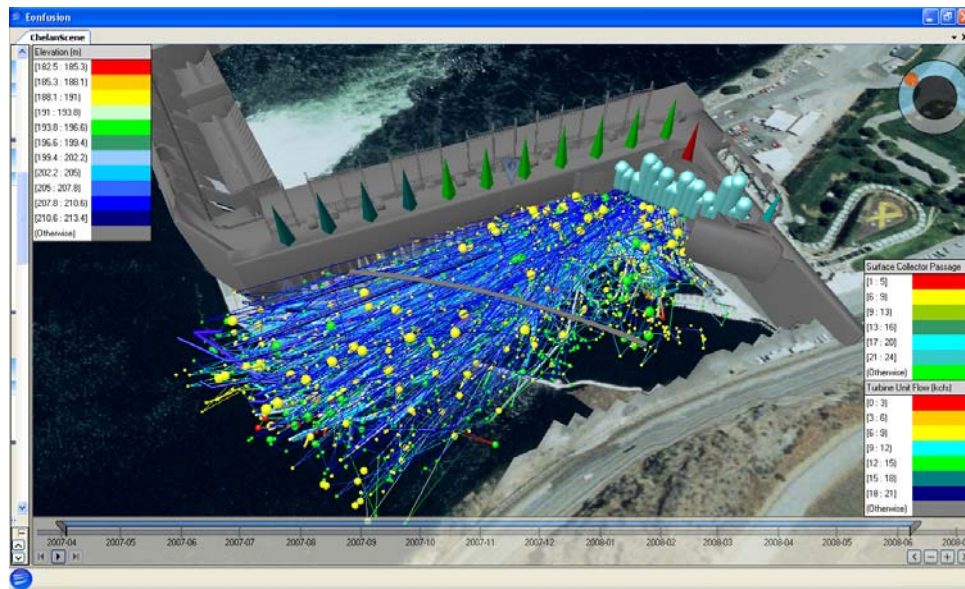 Eonfusion
ChelanScene
Elevation (m)
[182.5 : 185.3)
[185.3 : 188.1)
[188.1 : 191)
[191 : 193.8)
[193.8 : 196.6)
[196.6 : 199.4)
[199.4 : 202.2)
[202.2 : 205)
[205 : 207.8)
[207.8 : 210.6)
[210.6 : 213.4]
(Otherwise)
Surface Collector Passage
[1 : 5]
[6 : 9]
[9 : 13]
[13 : 16]
[17 : 20]
[21 : 24]
(Otherwise)
Turbine Unit Flow (kcfs)
[0 : 3]
[3 : 6]
[6 : 9]
[9 : 12]
[12 : 15]
[15 : 18]
[18 : 21]
(Otherwise)
2007-04 2007-05 2007-06 2007-07 2007-08 2007-09 2007-10 2007-11 2007-12 2008-01 2008-02 2008-03 2008-04 2008-05 2008-06